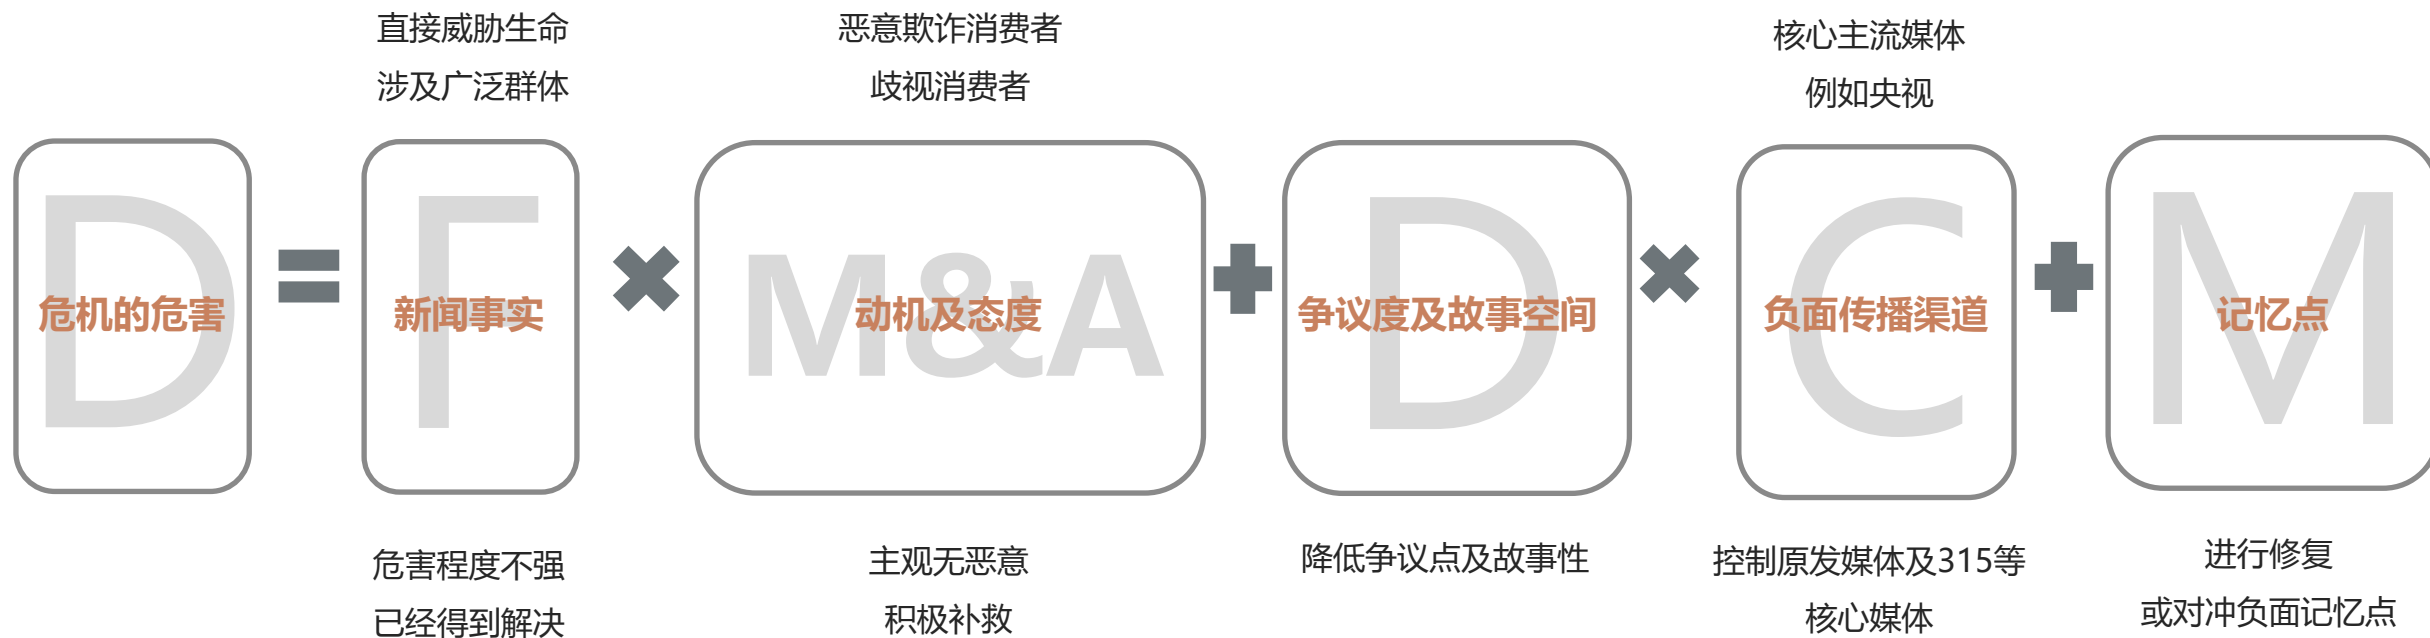 直接威胁生命
涉及广泛群体
恶意欺诈消费者
歧视消费者
核心主流媒体
例如央视
D
危机的危害
=
F
新闻事实
×
M&A
动机及态度
+
D
争议度及故事空间
×
C
负面传播渠道
+
M
记忆点
危害程度不强
已经得到解决
主观无恶意
积极补救
降低争议点及故事性
控制原发媒体及315等
核心媒体
进行修复
或对冲负面记忆点